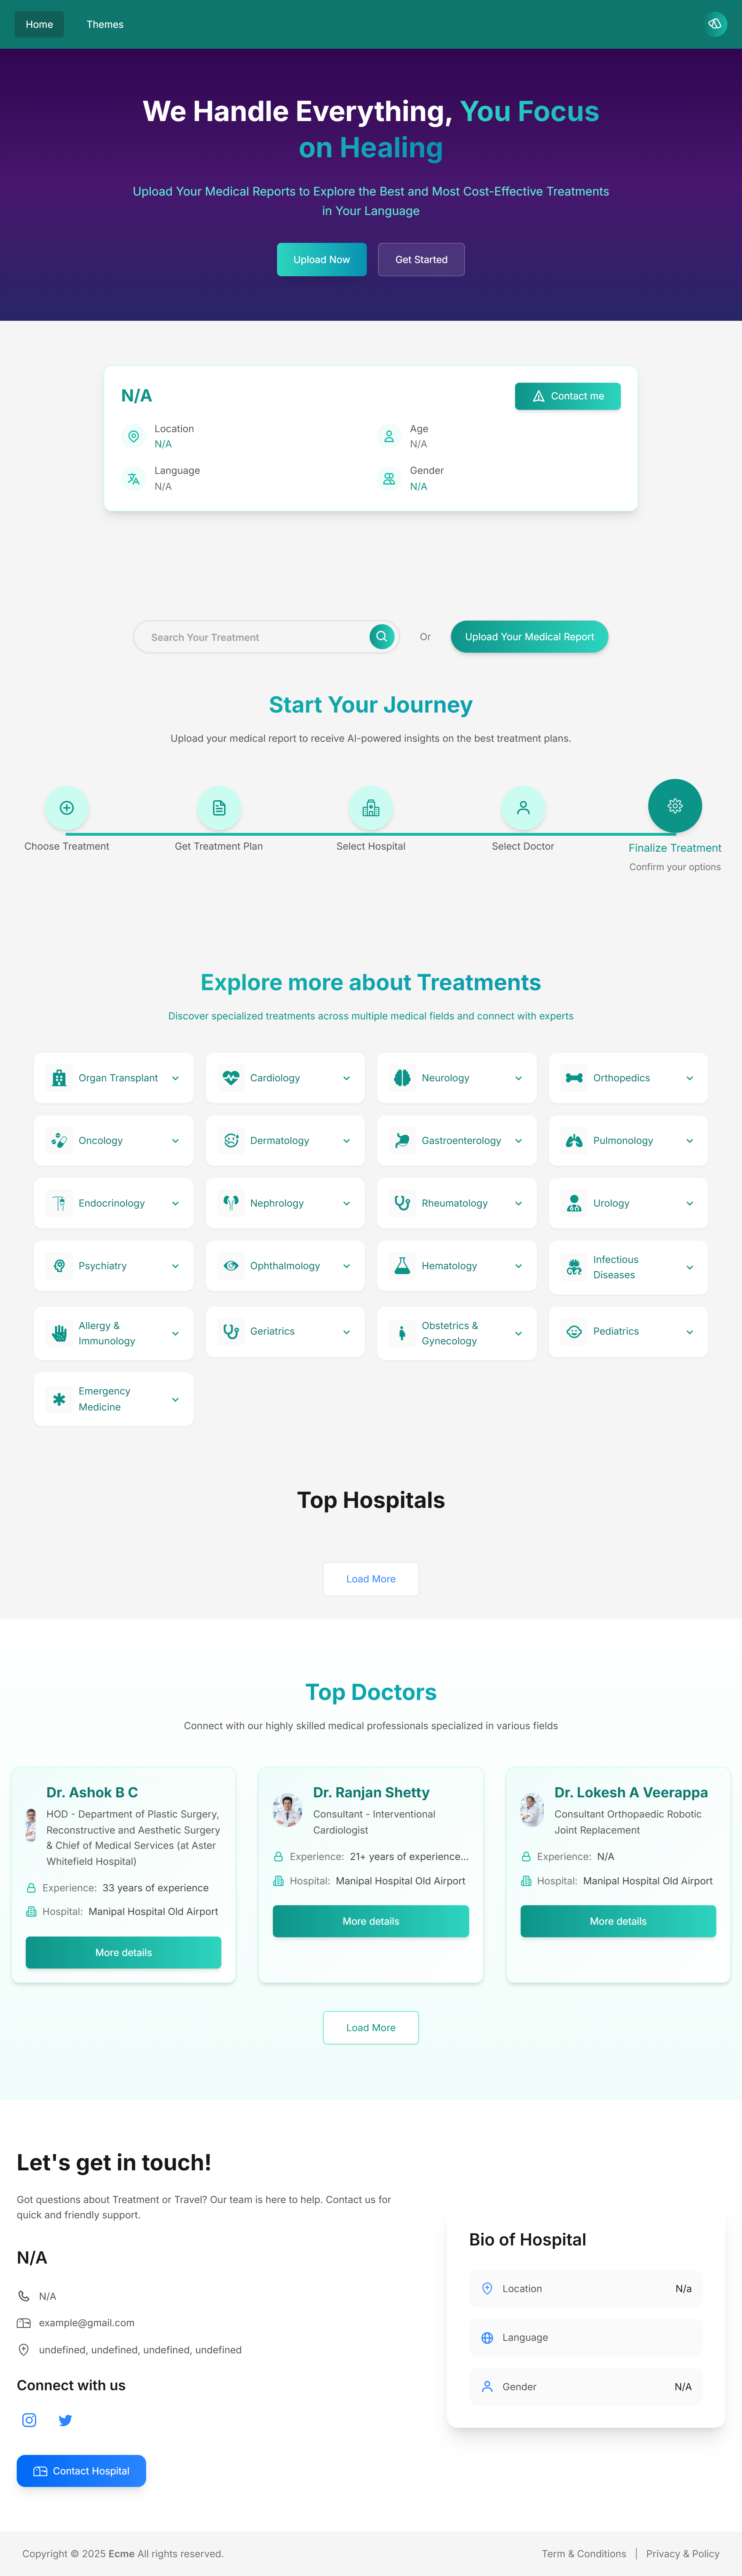 Home
Themes
We Handle Everything, You Focus
on Healing
Upload Your Medical Reports to Explore the Best and Most Cost-Effective Treatments
in Your Language
Upload Now
Get Started
N/A
Contact me
Location
N/A
Age
N/A
Language
N/A
Gender
N/A
Search Your Treatment
Or
Upload Your Medical Report
Start Your Journey
Upload your medical report to receive AI-powered insights on the best treatment plans.
Choose Treatment
Get Treatment Plan
Select Hospital
Select Doctor
Finalize Treatment
Confirm your options
Explore more about Treatments
Discover specialized treatments across multiple medical fields and connect with experts
Organ Transplant
Cardiology
Neurology
Orthopedics
Oncology
Dermatology
Gastroenterology
Pulmonology
Endocrinology
Nephrology
Rheumatology
Urology
Psychiatry
Ophthalmology
Hematology
Infectious
Diseases
Allergy &
Immunology
Geriatrics
Obstetrics &
Gynecology
Pediatrics
Emergency
Medicine
Top Hospitals
Load More
Top Doctors
Connect with our highly skilled medical professionals specialized in various fields
Dr. Ashok B C
HOD - Department of Plastic Surgery,
Reconstructive and Aesthetic Surgery
& Chief of Medical Services (at Aster
Whitefield Hospital)
Experience: 33 years of experience
Hospital: Manipal Hospital Old Airport
More details
Dr. Ranjan Shetty
Consultant - Interventional
Cardiologist
Experience: 21+ years of experience...
Hospital: Manipal Hospital Old Airport
More details
Dr. Lokesh A Veerappa
Consultant Orthopaedic Robotic
Joint Replacement
Experience: N/A
Hospital: Manipal Hospital Old Airport
More details
Load More
Let's get in touch!
Got questions about Treatment or Travel? Our team is here to help. Contact us for
quick and friendly support.
N/A
N/A
example@gmail.com
undefined, undefined, undefined, undefined
Connect with us
Contact Hospital
Bio of Hospital
Location N/a
Language
Gender N/A
Copyright © 2025 Ecme All rights reserved.
Term & Conditions | Privacy & Policy